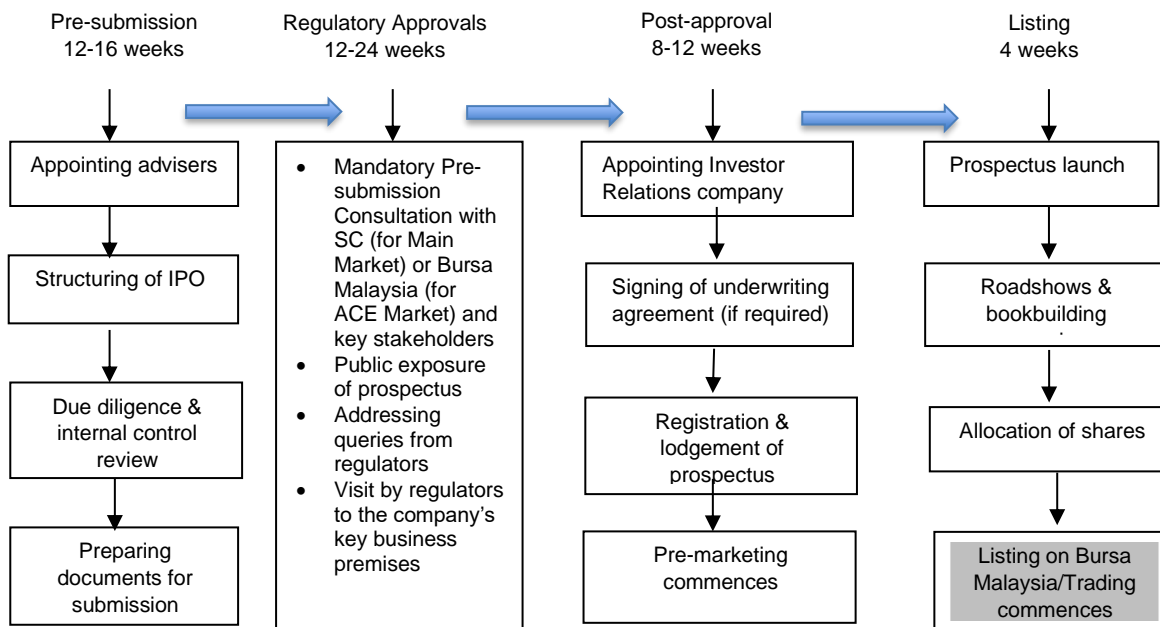 Pre-submission
12-16 weeks
Appointing advisers
Structuring of IPO
Due diligence &
internal control
review
Preparing
documents for
submission
Regulatory Approvals
12-24 weeks
• Mandatory Pre-
submission
Consultation with
SC (for Main
Market) or Bursa
Malaysia (for
ACE Market) and
key stakeholders
• Public exposure
of prospectus
• Addressing
queries from
regulators
• Visit by regulators
to the company’s
key business
premises
Post-approval
8-12 weeks
Appointing Investor
Relations company
Signing of underwriting
agreement (if required)
Registration &
lodgement of
prospectus
Pre-marketing
commences
Listing
4 weeks
Prospectus launch
Roadshows &
bookbuilding
Allocation of shares
Listing on Bursa
Malaysia/Trading
commences